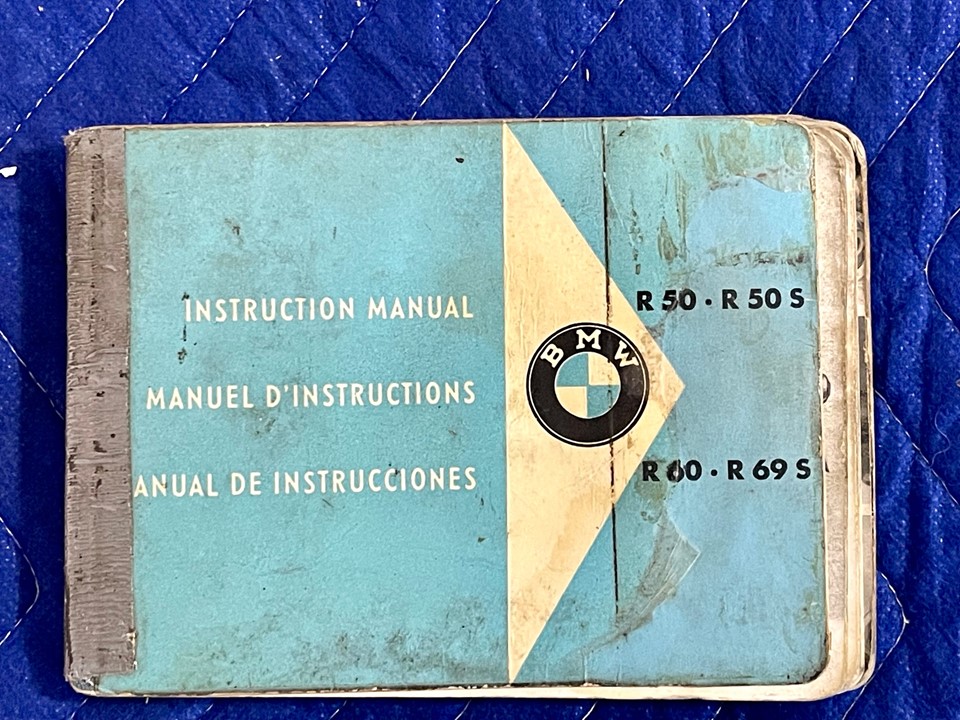 INSTRUCTION MANUAL
MANUEL D'INSTRUCTIONS
ANUAL DE INSTRUCCIONES
BMW
R 50 · R 50 S
R 60 · R 69 S